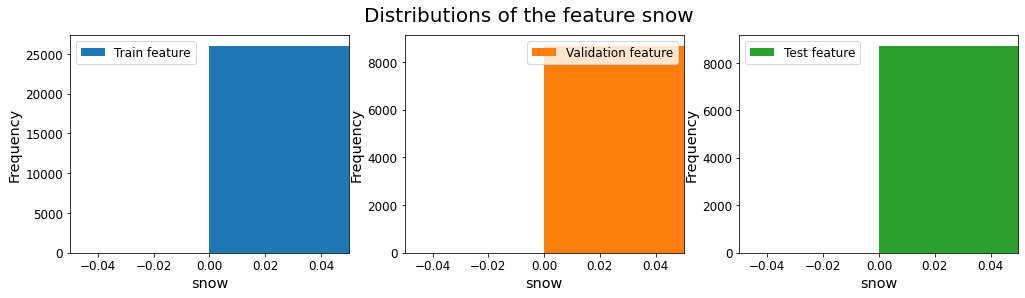 Distributions of the feature snow
Train feature
Frequency
25000
20000
15000
10000
5000
0
−0.04 −0.02 0.00 0.02 0.04
snow
Validation feature
Frequency
8000
6000
4000
2000
0
−0.04 −0.02 0.00 0.02 0.04
snow
Test feature
Frequency
8000
6000
4000
2000
0
−0.04 −0.02 0.00 0.02 0.04
snow